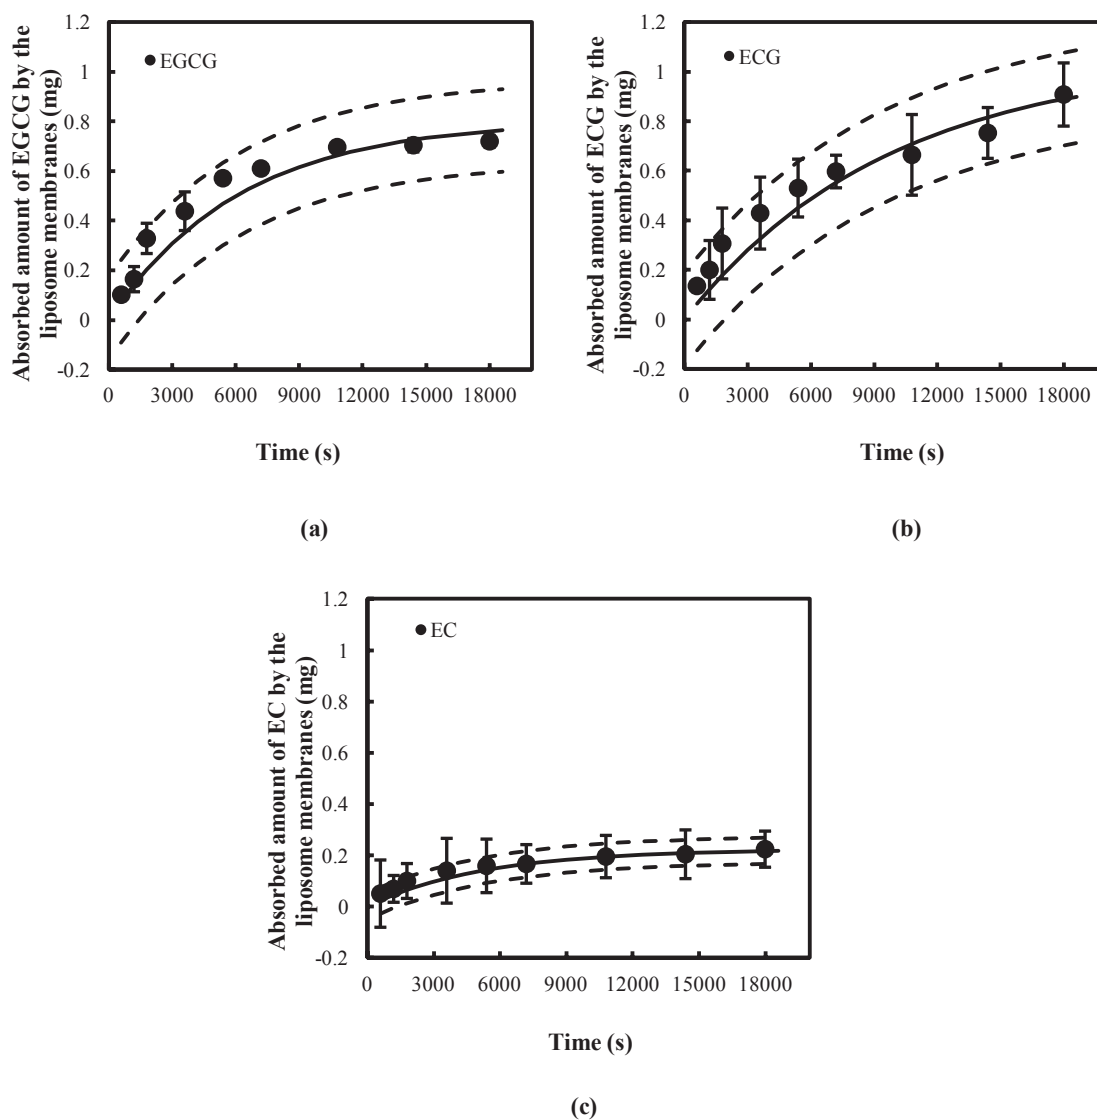 Absorbed amount of EGCG by the
liposome membranes (mg)
1.2
1
0.8
0.6
0.4
0.2
0
-0.2
EGCG
0 3000 6000 9000 12000 15000 18000
Time (s)
(a)
Absorbed amount of ECG by the
liposome membranes (mg)
1.2
1
0.8
0.6
0.4
0.2
0
-0.2
ECG
0 3000 6000 9000 12000 15000 18000
Time (s)
(b)
Absorbed amount of EC by the
liposome membranes (mg)
1.2
1
0.8
0.6
0.4
0.2
0
-0.2
EC
0 3000 6000 9000 12000 15000 18000
Time (s)
(c)